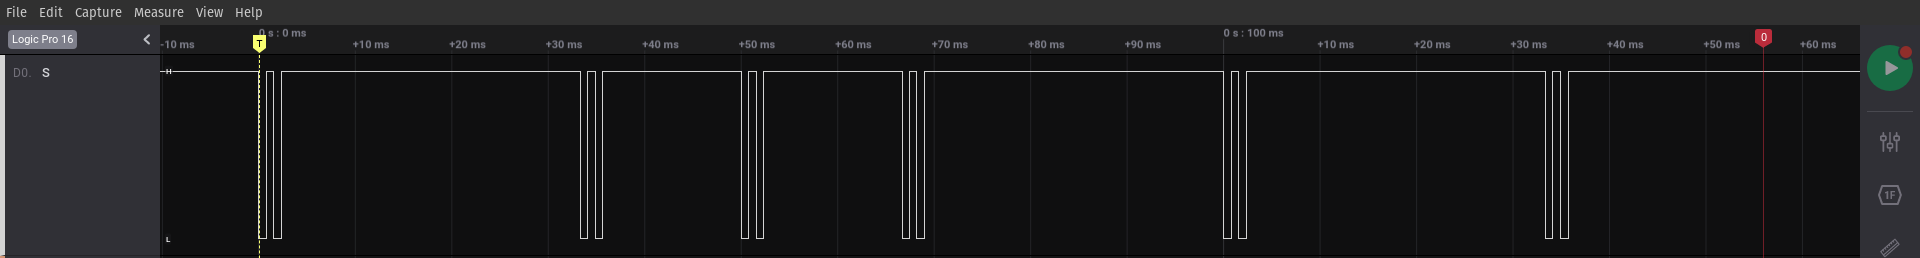 File Edit Capture Measure View Help
Logic Pro 16
0 s : 0 ms 0 s : 100 ms
-10 ms T +10 ms +20 ms +30 ms +40 ms +50 ms +60 ms +70 ms +80 ms +90 ms +10 ms +20 ms +30 ms +40 ms +50 ms 0 +60 ms
D0. S H
1F
L